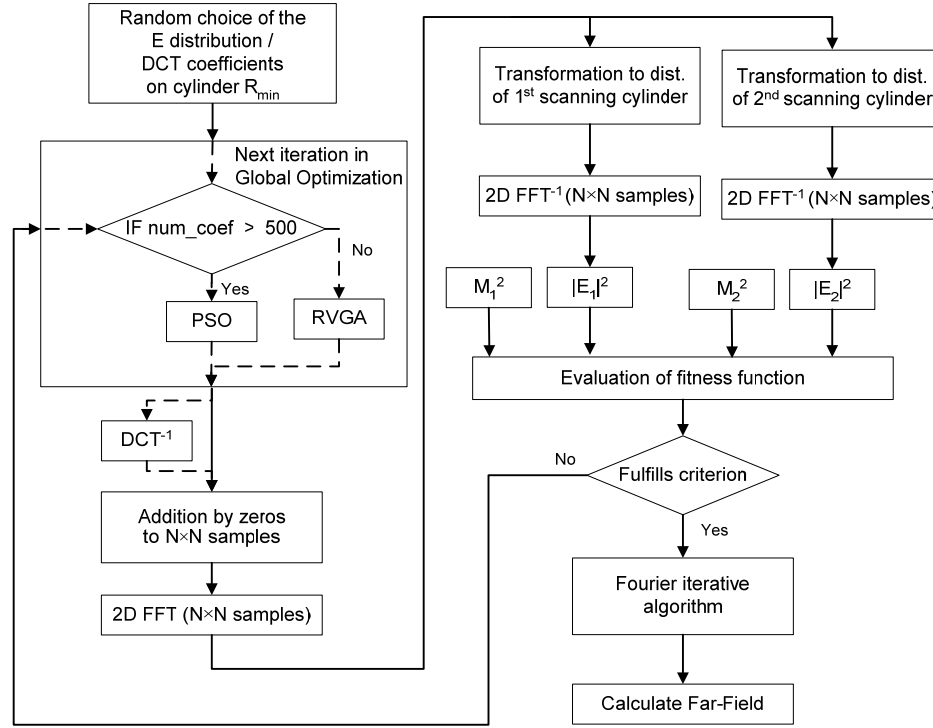 Random choice of the
E distribution /
DCT coefficients
on cylinder Rmin
Next iteration in
Global Optimization
IF num_coef > 500
No
Yes
PSO
RVGA
DCT⁻¹
Addition by zeros
to N×N samples
2D FFT (N×N samples)
Transformation to dist.
of 1st scanning cylinder
Transformation to dist.
of 2nd scanning cylinder
2D FFT⁻¹ (N×N samples)
2D FFT⁻¹ (N×N samples)
M₁²
|E₁|²
M₂²
|E₂|²
Evaluation of fitness function
No
Fulfills criterion
Yes
Fourier iterative
algorithm
Calculate Far-Field